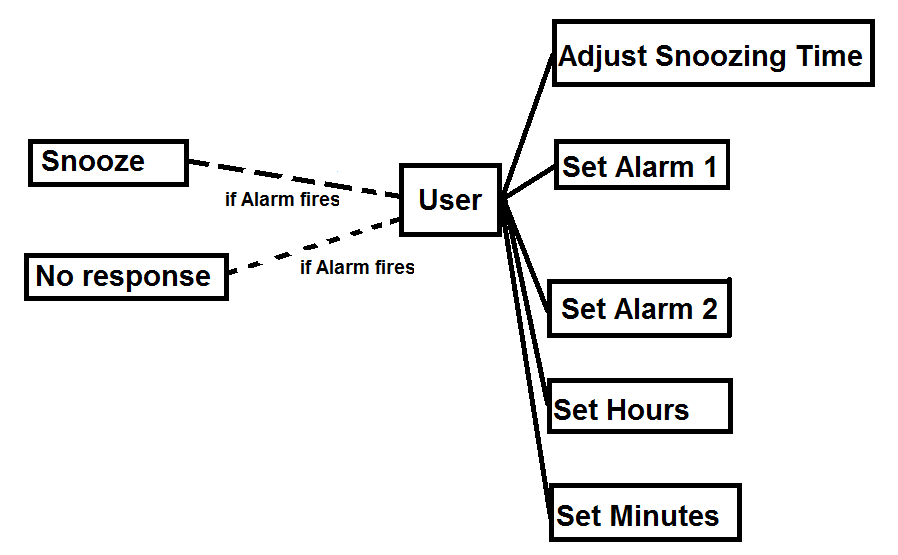 Adjust Snoozing Time
Snooze
Set Alarm 1
if Alarm fires
User
No response
if Alarm fires
Set Alarm 2
Set Hours
Set Minutes